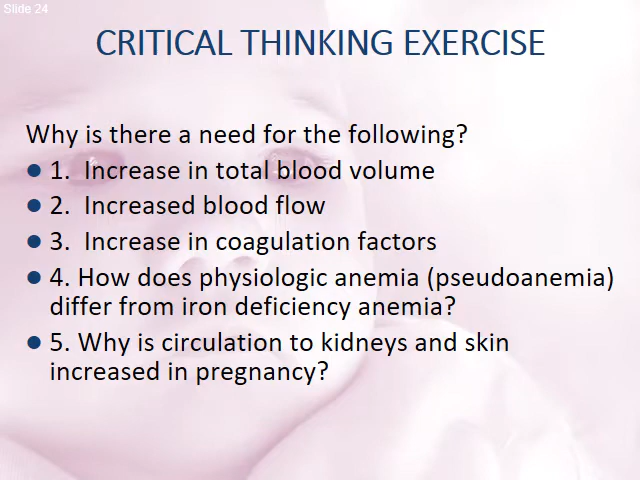 Slide 24
CRITICAL THINKING EXERCISE
Why is there a need for the following?
1. Increase in total blood volume
2. Increased blood flow
3. Increase in coagulation factors
4. How does physiologic anemia (pseudoanemia)
differ from iron deficiency anemia?
5. Why is circulation to kidneys and skin
increased in pregnancy?